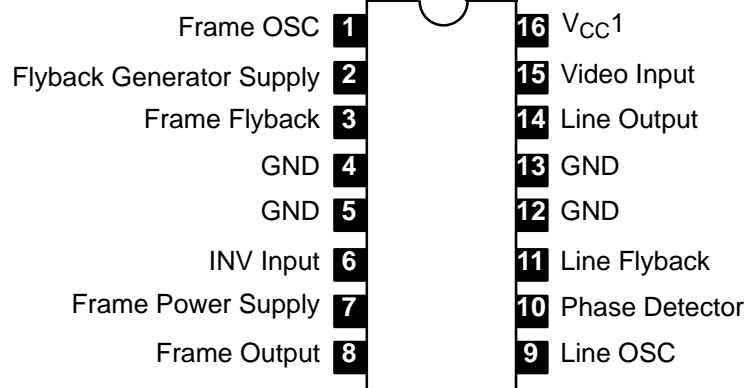 Frame OSC 1 16 VCC1
Flyback Generator Supply 2 15 Video Input
Frame Flyback 3 14 Line Output
GND 4 13 GND
GND 5 12 GND
INV Input 6 11 Line Flyback
Frame Power Supply 7 10 Phase Detector
Frame Output 8 9 Line OSC